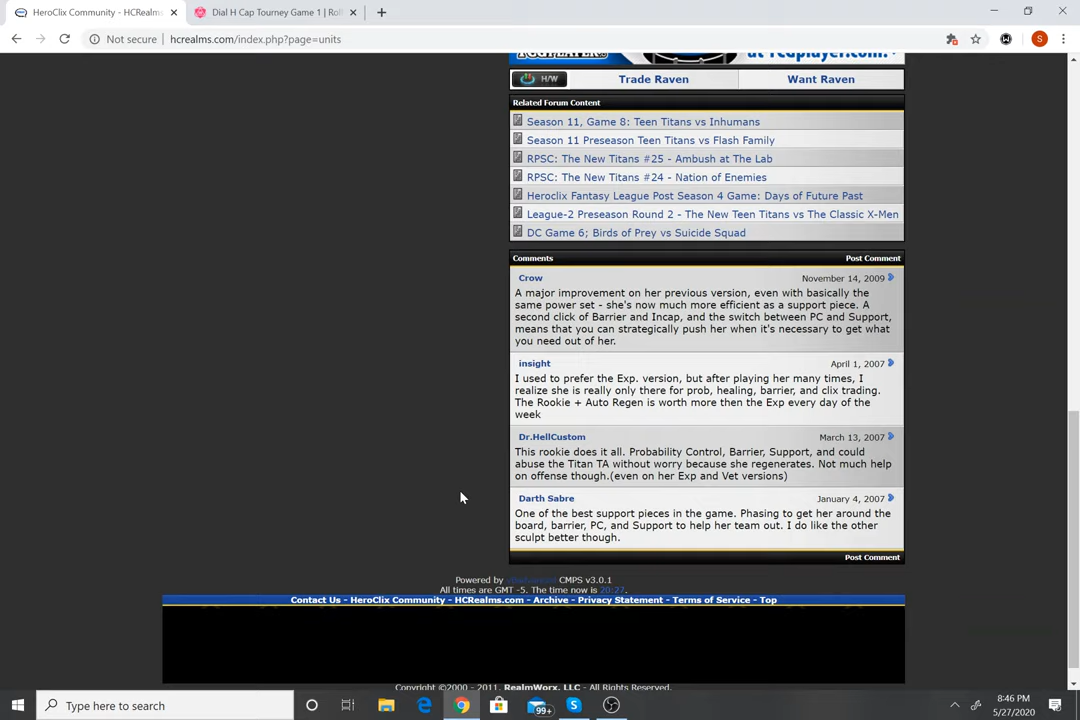 HeroClix Community - HCRealms
Dial H Cap Tourney Game 1 | Roll
Not secure | hcrealms.com/index.php?page=units
H/W Trade Raven Want Raven
Related Forum Content
Season 11, Game 8: Teen Titans vs Inhumans
Season 11 Preseason Teen Titans vs Flash Family
RPSC: The New Titans #25 - Ambush at The Lab
RPSC: The New Titans #24 - Nation of Enemies
Heroclix Fantasy League Post Season 4 Game: Days of Future Past
League-2 Preseason Round 2 - The New Teen Titans vs The Classic X-Men
DC Game 6; Birds of Prey vs Suicide Squad
Comments Post Comment
Crow November 14, 2009
A major improvement on her previous version, even with basically the
same power set - she's now much more efficient as a support piece. A
second click of Barrier and Incap, and the switch between PC and Support,
means that you can strategically push her when it's necessary to get what
you need out of her.
insight April 1, 2007
I used to prefer the Exp. version, but after playing her many times, I
realize she is really only there for prob, healing, barrier, and clix trading.
The Rookie + Auto Regen is worth more then the Exp every day of the
week
Dr.HellCustom March 13, 2007
This rookie does it all. Probability Control, Barrier, Support, and could
abuse the Titan TA without worry because she regenerates. Not much help
on offense though.(even on her Exp and Vet versions)
Darth Sabre January 4, 2007
One of the best support pieces in the game. Phasing to get her around the
board, barrier, PC, and Support to help her team out. I do like the other
sculpt better though.
Post Comment
Powered by vbadvanced CMPS v3.0.1
All times are GMT -5. The time now is 20:27.
Contact Us - HeroClix Community - HCRealms.com - Archive - Privacy Statement - Terms of Service - Top
Copyright ©2000 - 2011, RealmWorx, LLC - All Rights Reserved.
Type here to search
99+
8:46 PM
5/27/2020